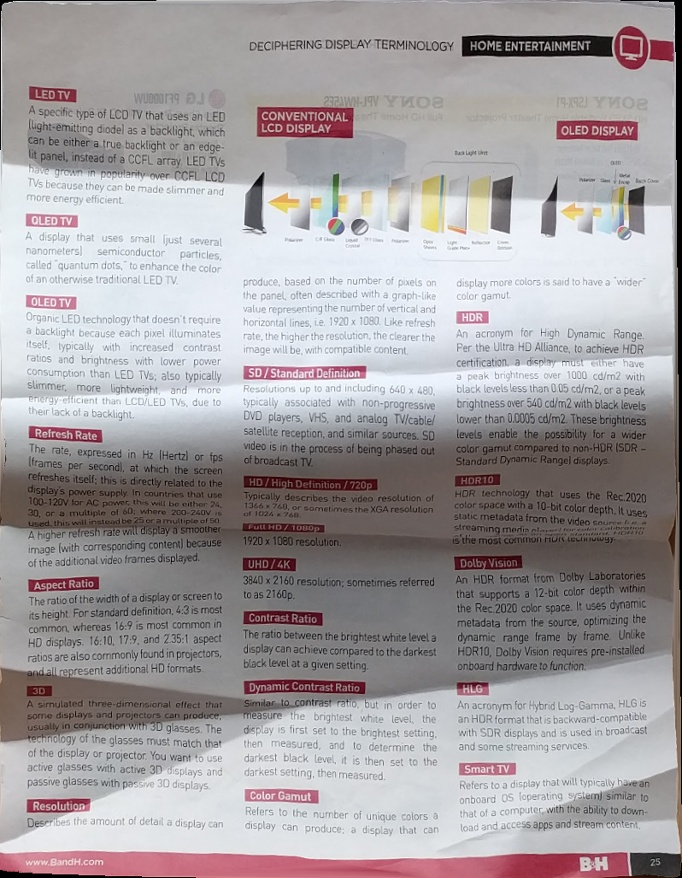 DECIPHERING DISPLAY TERMINOLOGY HOME ENTERTAINMENT
LED TV
A specific type of LCD TV that uses an LED
(light-emitting diode) as a backlight, which
can be either a true backlight or an edge-
lit panel, instead of a CCFL array. LED TVs
have grown in popularity over CCFL LCD
TVs because they can be made slimmer and
more energy efficient.
QLED TV
A display that uses small (just several
nanometers) semiconductor particles,
called "quantum dots," to enhance the color
of an otherwise traditional LED TV.
OLED TV
Organic LED technology that doesn't require
a backlight because each pixel illuminates
itself, typically with increased contrast
ratios and brightness with lower power
consumption than LED TVs; also typically
slimmer, more lightweight, and more
energy-efficient than LCD/LED TVs, due to
their lack of a backlight.
Refresh Rate
The rate, expressed in Hz (Hertz) or fps
(frames per second), at which the screen
refreshes itself; this is directly related to the
display's power supply. In countries that use
100-120V for AC power, this will be either 24,
30, or a multiple of 60; where 200-240V is
used, this will instead be 25 or a multiple of 50.
A higher refresh rate will display a smoother
image (with corresponding content) because
of the additional video frames displayed.
Aspect Ratio
The ratio of the width of a display or screen to
its height. For standard definition, 4:3 is most
common, whereas 16:9 is most common in
HD displays. 16:10, 17:9, and 2.35:1 aspect
ratios are also commonly found in projectors,
and all represent additional HD formats.
3D
A simulated three-dimensional effect that
some displays and projectors can produce,
usually in conjunction with 3D glasses. The
technology of the glasses must match that
of the display or projector. You want to use
active glasses with active 3D displays and
passive glasses with passive 3D displays.
Resolution
Describes the amount of detail a display can
CONVENTIONAL
LCD DISPLAY
Back Light Unit
Polarizer
Liquid
Crystal
TFT Glass
Polarizer
Light
Guide Plate
Reflector
OLED DISPLAY
OLED
Polarizer
Glass
Metal
Back Cover
produce, based on the number of pixels on
the panel, often described with a graph-like
value representing the number of vertical and
horizontal lines, i.e. 1920 x 1080. Like refresh
rate, the higher the resolution, the clearer the
image will be, with compatible content.
SD / Standard Definition
Resolutions up to and including 640 x 480,
typically associated with non-progressive
DVD players, VHS, and analog TV/cable/
satellite reception, and similar sources. SD
video is in the process of being phased out
of broadcast TV.
HD / High Definition / 720p
Typically describes the video resolution of
1366 x 768, or sometimes the XGA resolution
of 1024 x 768.
Full HD / 1080p
1920 x 1080 resolution.
UHD / 4K
3840 x 2160 resolution; sometimes referred
to as 2160p.
Contrast Ratio
The ratio between the brightest white level a
display can achieve compared to the darkest
black level at a given setting.
Dynamic Contrast Ratio
Similar to contrast ratio, but in order to
measure the brightest white level, the
display is first set to the brightest setting,
then measured, and to determine the
darkest black level, it is then set to the
darkest setting, then measured.
Color Gamut
Refers to the number of unique colors a
display can produce; a display that can
display more colors is said to have a "wider"
color gamut.
HDR
An acronym for High Dynamic Range.
Per the Ultra HD Alliance, to achieve HDR
certification, a display must either have
a peak brightness over 1000 cd/m2 with
black levels less than 0.05 cd/m2, or a peak
brightness over 540 cd/m2 with black levels
lower than 0.0005 cd/m2. These brightness
levels enable the possibility for a wider
color gamut compared to non-HDR (SDR –
Standard Dynamic Range) displays.
HDR10
HDR technology that uses the Rec.2020
color space with a 10-bit color depth. It uses
static metadata from the video source (i.e. a
streaming media player) for color calibration.
HDR10
is the most common HDR technology.
Dolby Vision
An HDR format from Dolby Laboratories
that supports a 12-bit color depth within
the Rec.2020 color space. It uses dynamic
metadata from the source, optimizing the
dynamic range frame by frame. Unlike
HDR10, Dolby Vision requires pre-installed
onboard hardware to function.
HLG
An acronym for Hybrid Log-Gamma, HLG is
an HDR format that is backward-compatible
with SDR displays and is used in broadcast
and some streaming services.
Smart TV
Refers to a display that will typically have an
onboard OS (operating system) similar to
that of a computer, with the ability to down-
load and access apps and stream content.
www.BandH.com
B&H 25